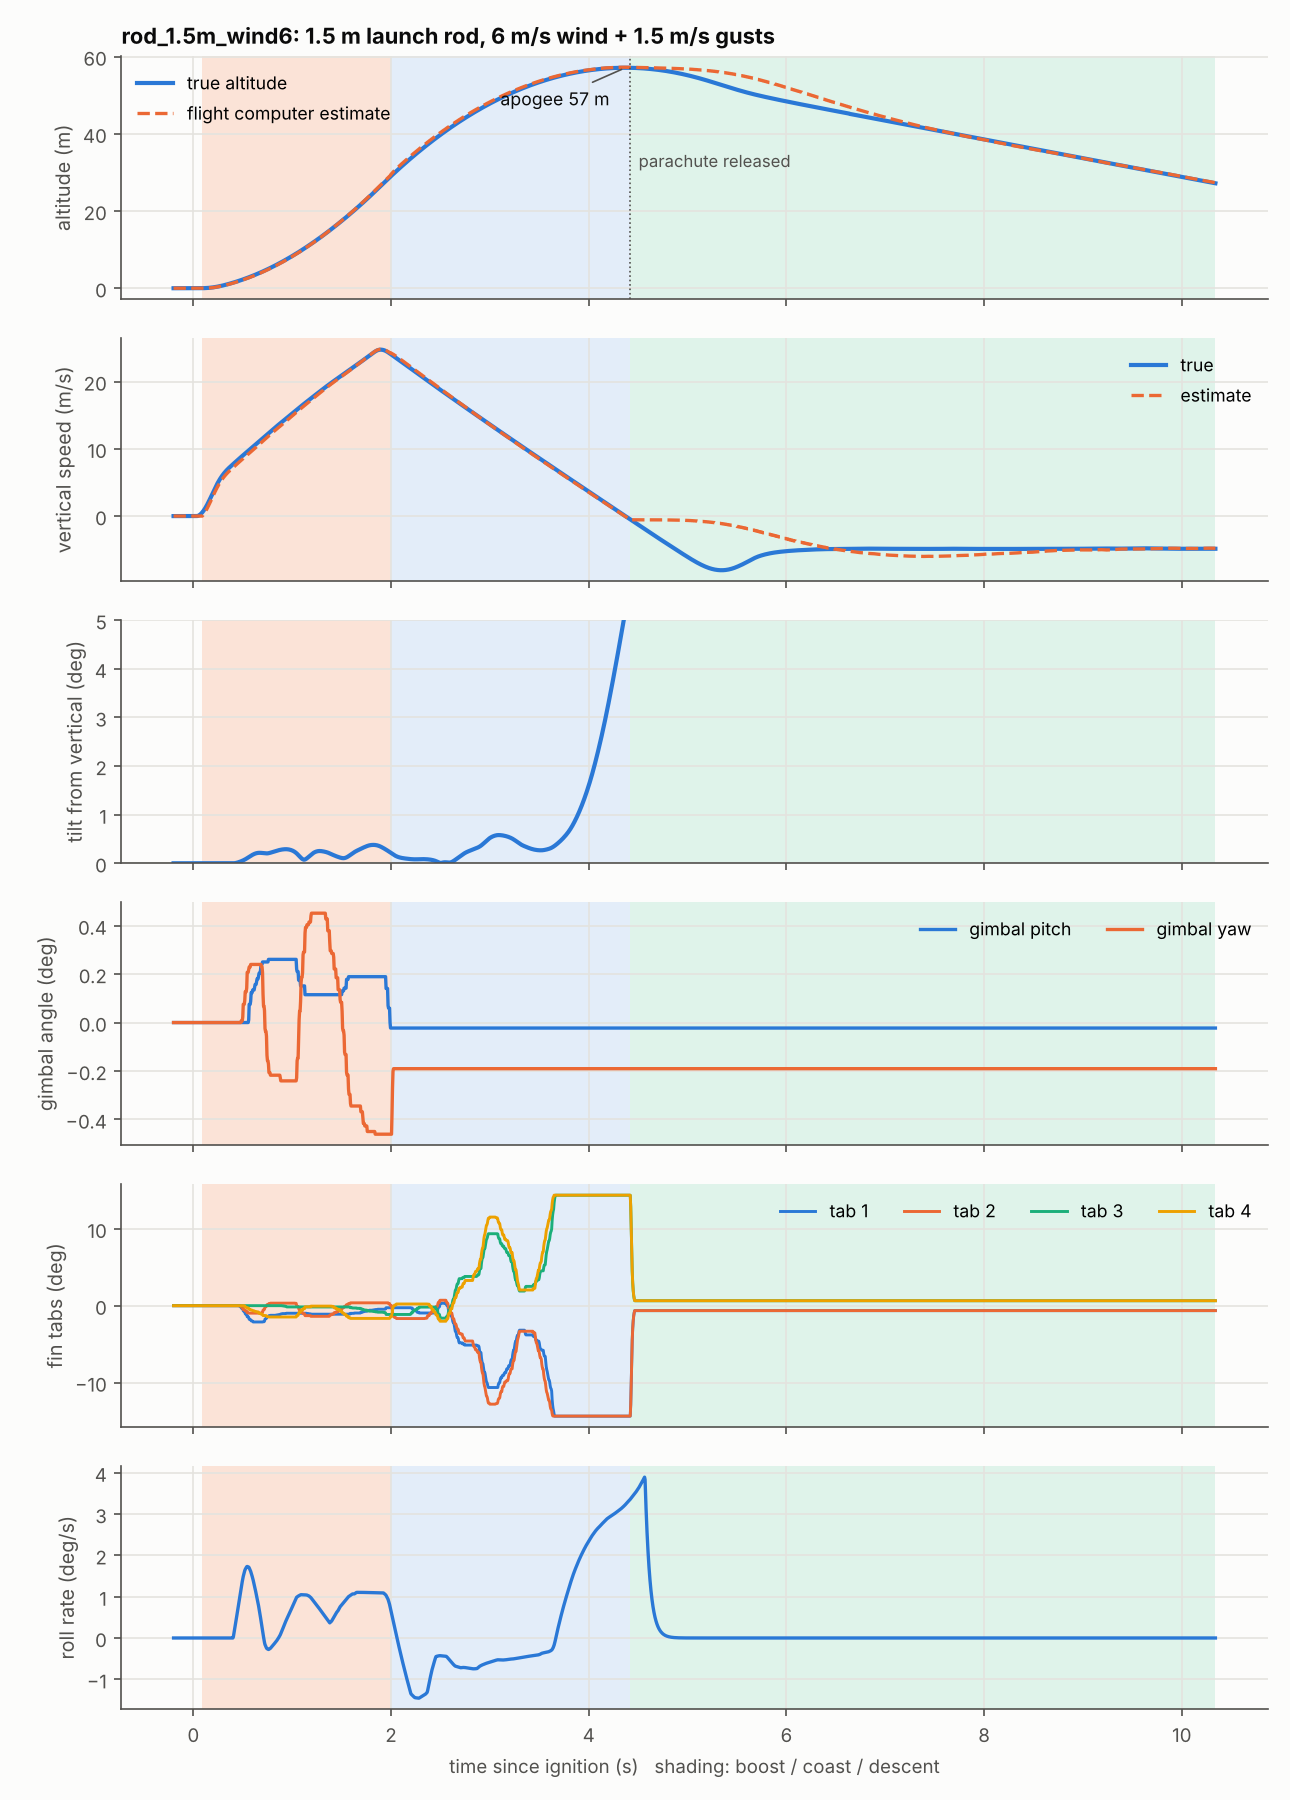 rod_1.5m_wind6: 1.5 m launch rod, 6 m/s wind + 1.5 m/s gusts
altitude (m)
60
40
20
0
true altitude
flight computer estimate
apogee 57 m
parachute released
vertical speed (m/s)
20
10
0
true
estimate
tilt from vertical (deg)
5
4
3
2
1
0
gimbal angle (deg)
0.4
0.2
0.0
−0.2
−0.4
gimbal pitch
gimbal yaw
fin tabs (deg)
10
0
−10
tab 1
tab 2
tab 3
tab 4
roll rate (deg/s)
4
3
2
1
0
−1
0
2
4
6
8
10
time since ignition (s)   shading: boost / coast / descent